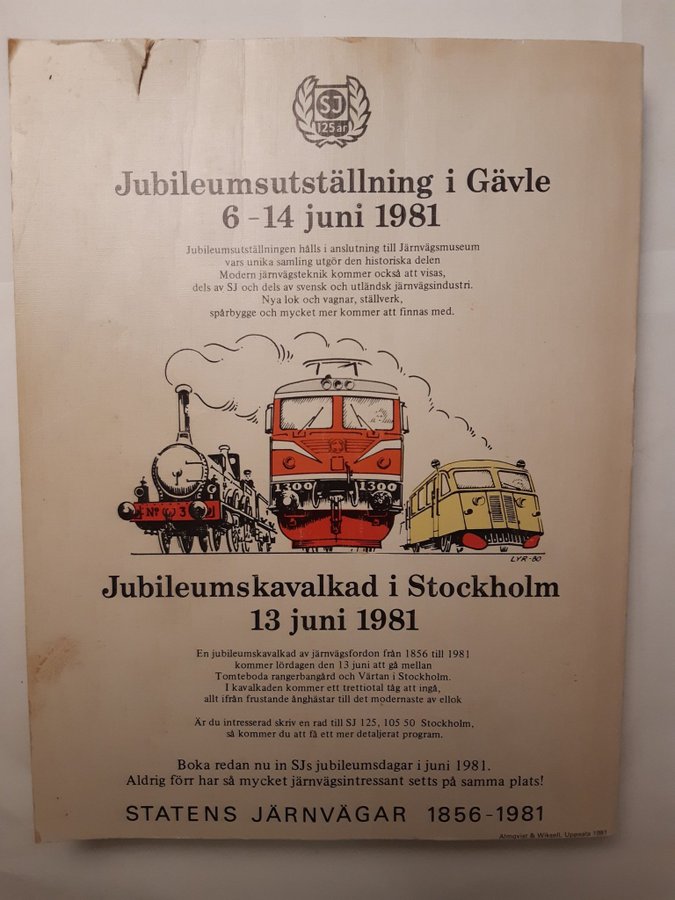 SJ
125 år
Jubileumsutställning i Gävle
6-14 juni 1981
Jubileumsutställningen hålls i anslutning till Järnvägsmuseum
vars unika samling utgör den historiska delen
Modern järnvägsteknik kommer också att visas,
dels av SJ och dels av svensk och utländsk järnvägsindustri.
Nya lok och vagnar, ställverk,
spårbygge och mycket mer kommer att finnas med.
1300 1300
Nº 3
LYR-80
Jubileumskavalkad i Stockholm
13 juni 1981
En jubileumskavalkad av järnvägsfordon från 1856 till 1981
kommer lördagen den 13 juni att gå mellan
Tomteboda rangerbangård och Värtan i Stockholm.
I kavalkaden kommer ett trettiotal tåg att ingå,
allt ifrån frustande ånghästar till det modernaste av ellok
Är du intresserad skriv en rad till SJ 125, 105 50 Stockholm,
så kommer du att få ett mer detaljerat program.
Boka redan nu in SJs jubileumsdagar i juni 1981.
Aldrig förr har så mycket järnvägsintressant setts på samma plats!
STATENS JÄRNVÄGAR 1856-1981
Almqvist & Wiksell, Uppsala 1981